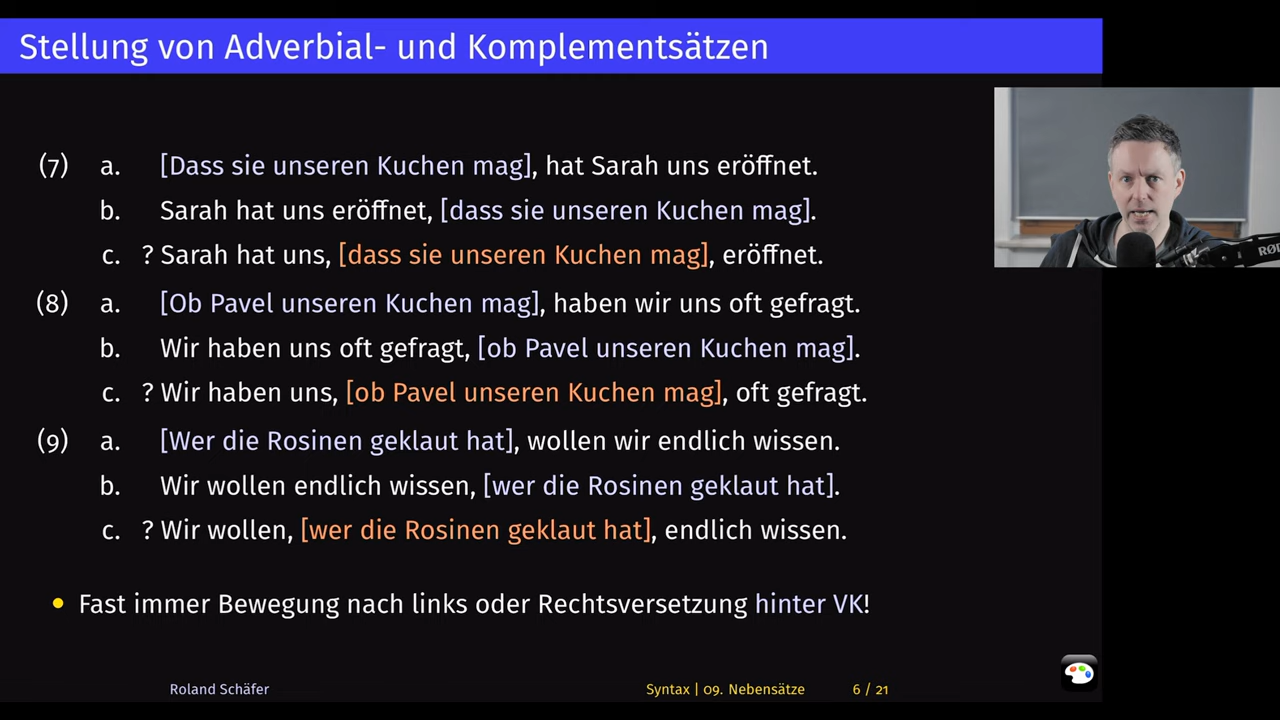 Stellung von Adverbial- und Komplementsätzen
(7) a. [Dass sie unseren Kuchen mag], hat Sarah uns eröffnet.
b. Sarah hat uns eröffnet, [dass sie unseren Kuchen mag].
c. ? Sarah hat uns, [dass sie unseren Kuchen mag], eröffnet.
(8) a. [Ob Pavel unseren Kuchen mag], haben wir uns oft gefragt.
b. Wir haben uns oft gefragt, [ob Pavel unseren Kuchen mag].
c. ? Wir haben uns, [ob Pavel unseren Kuchen mag], oft gefragt.
(9) a. [Wer die Rosinen geklaut hat], wollen wir endlich wissen.
b. Wir wollen endlich wissen, [wer die Rosinen geklaut hat].
c. ? Wir wollen, [wer die Rosinen geklaut hat], endlich wissen.
• Fast immer Bewegung nach links oder Rechtsversetzung hinter VK!
Roland Schäfer Syntax | 09. Nebensätze 6 / 21
RØD